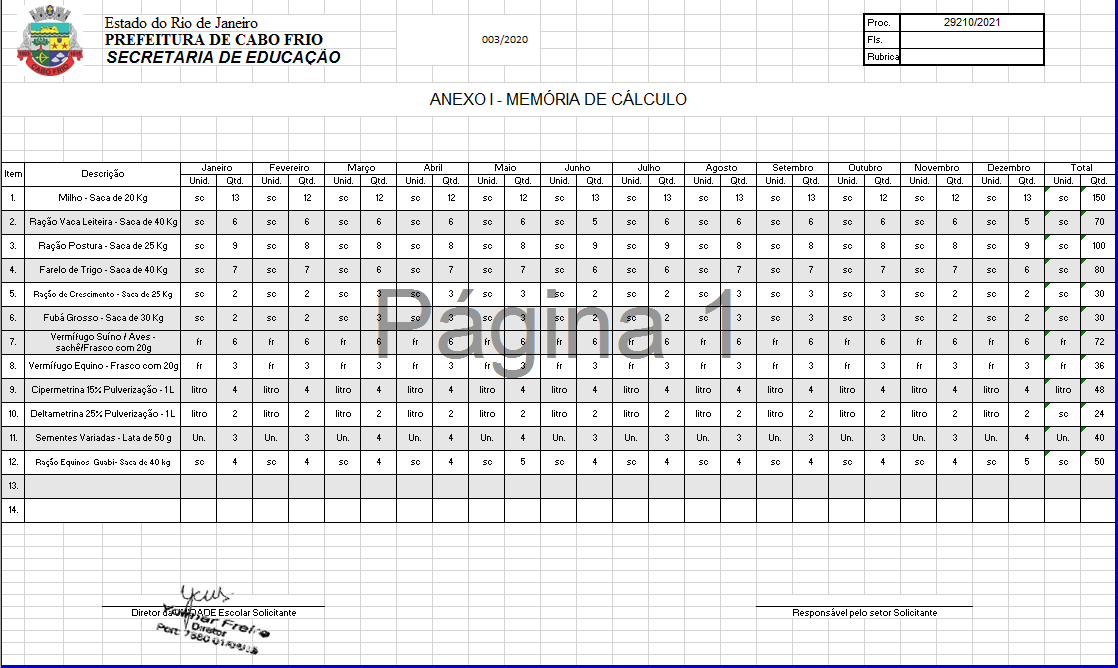 Estado do Rio de Janeiro
PREFEITURA DE CABO FRIO
SECRETARIA DE EDUCAÇÃO
003/2020
Proc. 29210/2021
Fls.
Rubrica
CABO FRIO
ANEXO I - MEMÓRIA DE CÁLCULO
Item Descrição Janeiro Fevereiro Março Abril Maio Junho Julho Agosto Setembro Outubro Novembro Dezembro Total
Unid. Qtd. Unid. Qtd. Unid. Qtd. Unid. Qtd. Unid. Qtd. Unid. Qtd. Unid. Qtd. Unid. Qtd. Unid. Qtd. Unid. Qtd. Unid. Qtd. Unid. Qtd. Unid. Qtd.
1. Milho - Saca de 20 Kg sc 13 sc 12 sc 12 sc 12 sc 12 sc 13 sc 13 sc 13 sc 13 sc 12 sc 12 sc 13 sc 150
2. Ração Vaca Leiteira - Saca de 40 Kg sc 6 sc 6 sc 6 sc 6 sc 6 sc 5 sc 6 sc 6 sc 6 sc 6 sc 6 sc 5 sc 70
3. Ração Postura - Saca de 25 Kg sc 9 sc 8 sc 8 sc 8 sc 8 sc 9 sc 9 sc 8 sc 8 sc 8 sc 8 sc 9 sc 100
4. Farelo de Trigo - Saca de 40 Kg sc 7 sc 7 sc 6 sc 7 sc 7 sc 6 sc 6 sc 7 sc 7 sc 7 sc 7 sc 6 sc 80
5. Ração de Crescimento - Saca de 25 Kg sc 2 sc 2 sc 3 sc 3 sc 3 sc 2 sc 2 sc 3 sc 3 sc 3 sc 2 sc 2 sc 30
6. Fubá Grosso - Saca de 30 Kg sc 2 sc 2 sc 3 sc 3 sc 3 sc 2 sc 2 sc 3 sc 3 sc 3 sc 2 sc 2 sc 30
7. Vermífugo Suíno / Aves -
sachê/Frasco com 20g fr 6 fr 6 fr 6 fr 6 fr 6 fr 6 fr 6 fr 6 fr 6 fr 6 fr 6 fr 6 fr 72
8. Vermífugo Equino - Frasco com 20g fr 3 fr 3 fr 3 fr 3 fr 3 fr 3 fr 3 fr 3 fr 3 fr 3 fr 3 fr 3 fr 36
9. Cipermetrina 15% Pulverização - 1L litro 4 litro 4 litro 4 litro 4 litro 4 litro 4 litro 4 litro 4 litro 4 litro 4 litro 4 litro 4 litro 48
10. Deltametrina 25% Pulverização - 1L litro 2 litro 2 litro 2 litro 2 litro 2 litro 2 litro 2 litro 2 litro 2 litro 2 litro 2 litro 2 sc 24
11. Sementes Variadas - Lata de 50 g Un. 3 Un. 3 Un. 4 Un. 4 Un. 4 Un. 3 Un. 3 Un. 3 Un. 3 Un. 3 Un. 3 Un. 4 Un. 40
12. Ração Equinos Guabi- Saca de 40 kg sc 4 sc 4 sc 4 sc 4 sc 5 sc 4 sc 4 sc 4 sc 4 sc 4 sc 4 sc 5 sc 50
13.
14.
Página 1
Diretor da UNIDADE Escolar Solicitante
Freire
Diretor
Responsável pelo setor Solicitante